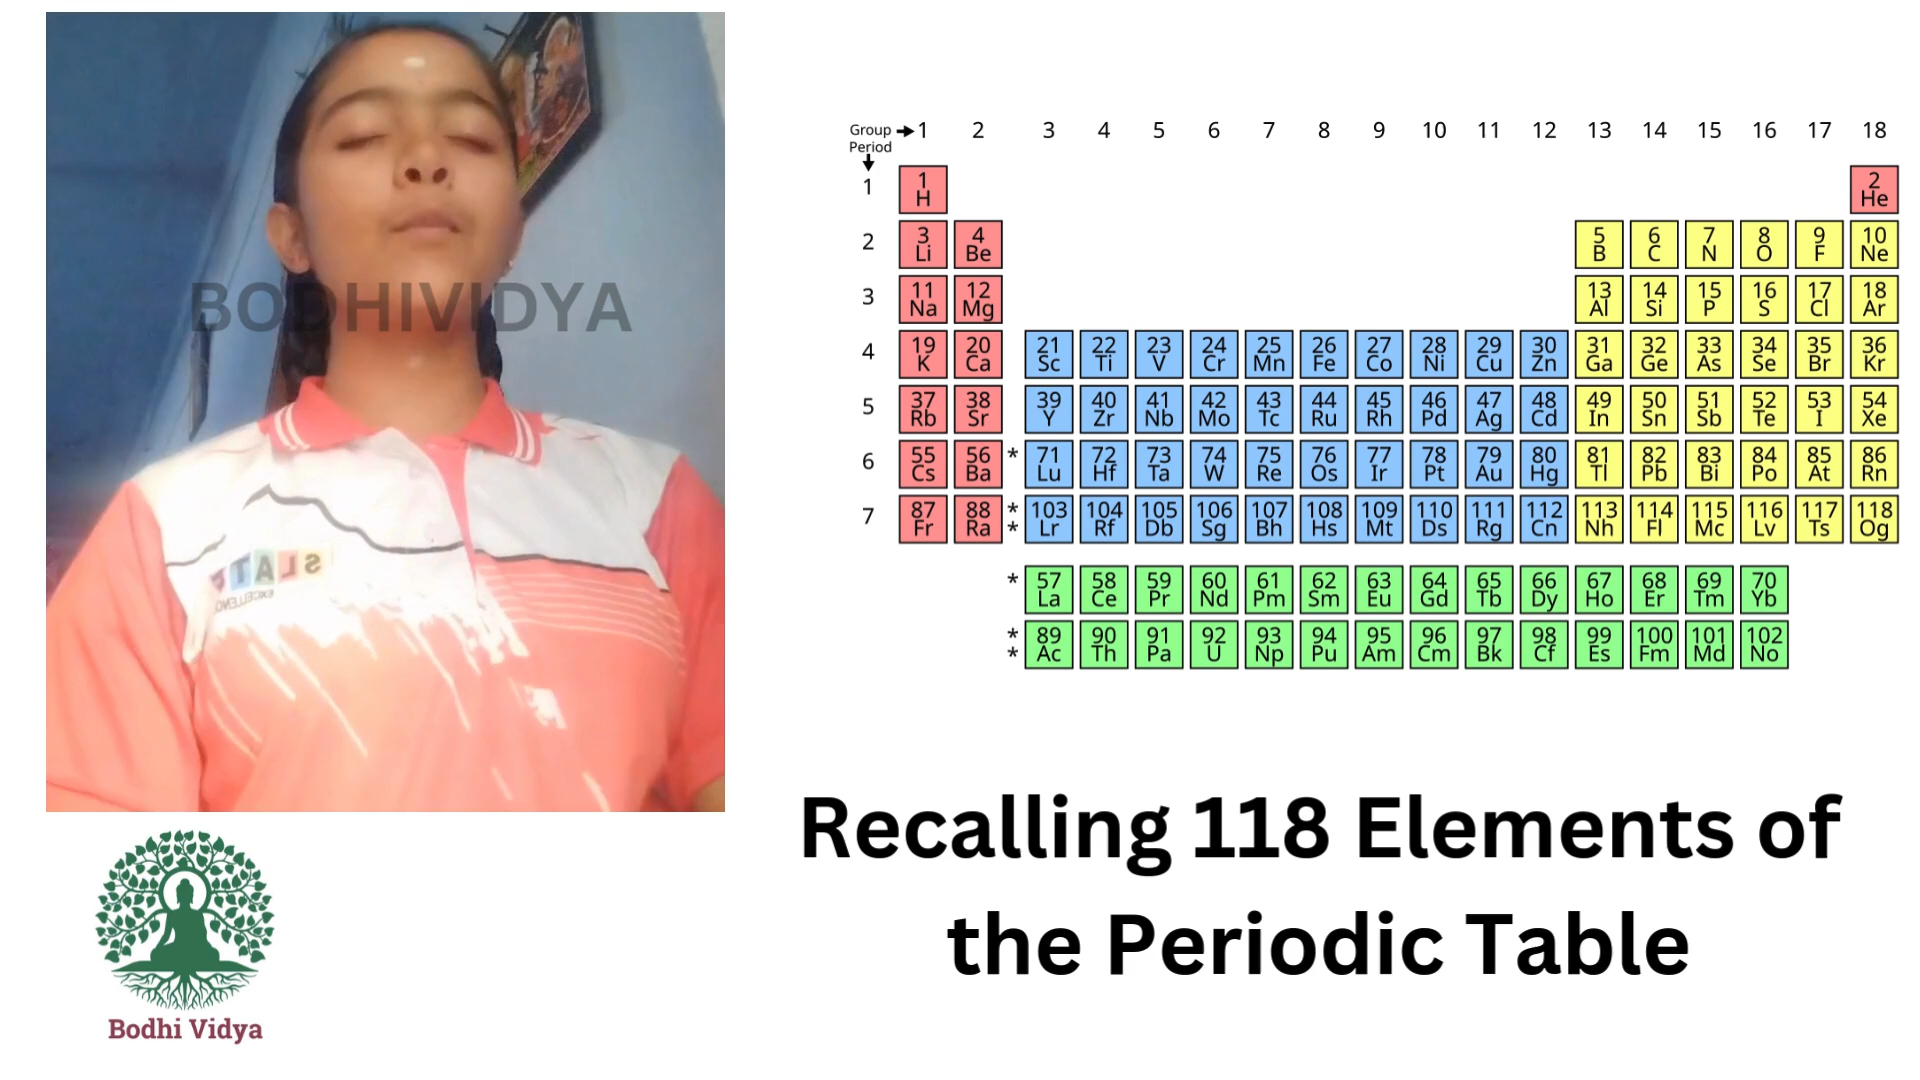 BODHIVIDYA
SLATE
EXCELLENC
Bodhi Vidya
Group → 1 2 3 4 5 6 7 8 9 10 11 12 13 14 15 16 17 18
Period
↓
1 1 H 2 He
2 3 Li 4 Be 5 B 6 C 7 N 8 O 9 F 10 Ne
3 11 Na 12 Mg 13 Al 14 Si 15 P 16 S 17 Cl 18 Ar
4 19 K 20 Ca 21 Sc 22 Ti 23 V 24 Cr 25 Mn 26 Fe 27 Co 28 Ni 29 Cu 30 Zn 31 Ga 32 Ge 33 As 34 Se 35 Br 36 Kr
5 37 Rb 38 Sr 39 Y 40 Zr 41 Nb 42 Mo 43 Tc 44 Ru 45 Rh 46 Pd 47 Ag 48 Cd 49 In 50 Sn 51 Sb 52 Te 53 I 54 Xe
6 55 Cs 56 Ba * 71 Lu 72 Hf 73 Ta 74 W 75 Re 76 Os 77 Ir 78 Pt 79 Au 80 Hg 81 Tl 82 Pb 83 Bi 84 Po 85 At 86 Rn
7 87 Fr 88 Ra * * 103 Lr 104 Rf 105 Db 106 Sg 107 Bh 108 Hs 109 Mt 110 Ds 111 Rg 112 Cn 113 Nh 114 Fl 115 Mc 116 Lv 117 Ts 118 Og
* 57 La 58 Ce 59 Pr 60 Nd 61 Pm 62 Sm 63 Eu 64 Gd 65 Tb 66 Dy 67 Ho 68 Er 69 Tm 70 Yb
* * 89 Ac 90 Th 91 Pa 92 U 93 Np 94 Pu 95 Am 96 Cm 97 Bk 98 Cf 99 Es 100 Fm 101 Md 102 No
Recalling 118 Elements of
the Periodic Table